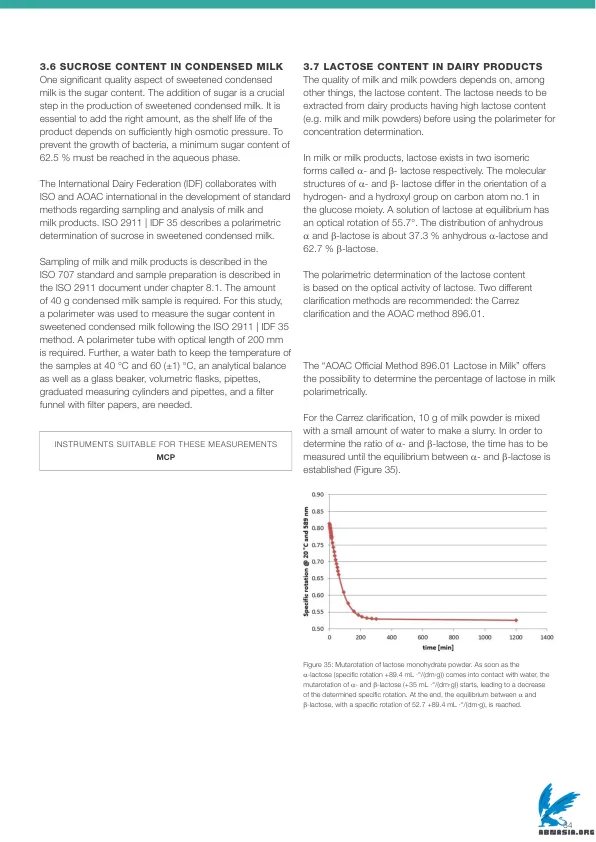 3.6 SUCROSE CONTENT IN CONDENSED MILK
One significant quality aspect of sweetened condensed
milk is the sugar content. The addition of sugar is a crucial
step in the production of sweetened condensed milk. It is
essential to add the right amount, as the shelf life of the
product depends on sufficiently high osmotic pressure. To
prevent the growth of bacteria, a minimum sugar content of
62.5 % must be reached in the aqueous phase.
The International Dairy Federation (IDF) collaborates with
ISO and AOAC international in the development of standard
methods regarding sampling and analysis of milk and
milk products. ISO 2911 | IDF 35 describes a polarimetric
determination of sucrose in sweetened condensed milk.
Sampling of milk and milk products is described in the
ISO 707 standard and sample preparation is described in
the ISO 2911 document under chapter 8.1. The amount
of 40 g condensed milk sample is required. For this study,
a polarimeter was used to measure the sugar content in
sweetened condensed milk following the ISO 2911 | IDF 35
method. A polarimeter tube with optical length of 200 mm
is required. Further, a water bath to keep the temperature of
the samples at 40 °C and 60 (±1) °C, an analytical balance
as well as a glass beaker, volumetric flasks, pipettes,
graduated measuring cylinders and pipettes, and a filter
funnel with filter papers, are needed.
INSTRUMENTS SUITABLE FOR THESE MEASUREMENTS
MCP
3.7 LACTOSE CONTENT IN DAIRY PRODUCTS
The quality of milk and milk powders depends on, among
other things, the lactose content. The lactose needs to be
extracted from dairy products having high lactose content
(e.g. milk and milk powders) before using the polarimeter for
concentration determination.
In milk or milk products, lactose exists in two isomeric
forms called α- and β- lactose respectively. The molecular
structures of α- and β- lactose differ in the orientation of a
hydrogen- and a hydroxyl group on carbon atom no.1 in
the glucose moiety. A solution of lactose at equilibrium has
an optical rotation of 55.7°. The distribution of anhydrous
α and β-lactose is about 37.3 % anhydrous α-lactose and
62.7 % β-lactose.
The polarimetric determination of the lactose content
is based on the optical activity of lactose. Two different
clarification methods are recommended: the Carrez
clarification and the AOAC method 896.01.
The “AOAC Official Method 896.01 Lactose in Milk” offers
the possibility to determine the percentage of lactose in milk
polarimetrically.
For the Carrez clarification, 10 g of milk powder is mixed
with a small amount of water to make a slurry. In order to
determine the ratio of α- and β-lactose, the time has to be
measured until the equilibrium between α- and β-lactose is
established (Figure 35).
Specific rotation @ 20 °C and 589 nm
0.90
0.85
0.80
0.75
0.70
0.65
0.60
0.55
0.50
0 200 400 600 800 1000 1200 1400
time [min]
Figure 35: Mutarotation of lactose monohydrate powder. As soon as the
α-lactose (specific rotation +89.4 mL ·°/(dm·g)) comes into contact with water, the
mutarotation of α- and β-lactose (+35 mL ·°/(dm·g)) starts, leading to a decrease
of the determined specific rotation. At the end, the equilibrium between α and
β-lactose, with a specific rotation of 52.7 +89.4 mL ·°/(dm·g), is reached.
34
ABNASIA.ORG